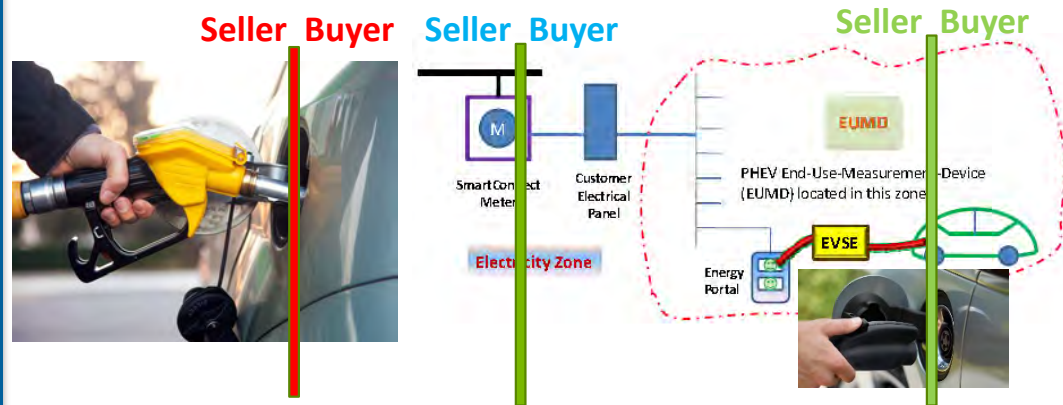 Seller Buyer
Seller Buyer
Seller Buyer
M
SmartConnect
Meter
Customer
Electrical
Panel
Electricity Zone
EUMD
PHEV End-Use-Measurement-Device
(EUMD) located in this zone
EVSE
Energy
Portal